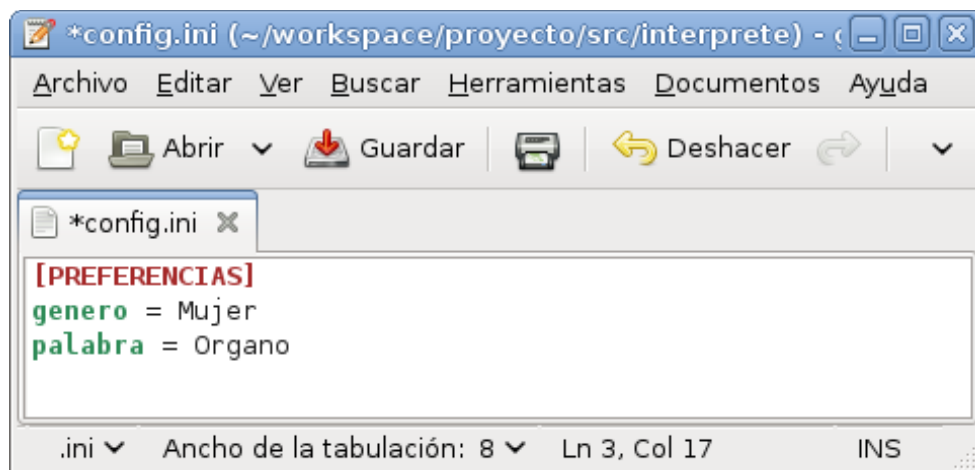 *config.ini (~/workspace/proyecto/src/interprete) -
Archivo Editar Ver Buscar Herramientas Documentos Ayuda
Abrir Guardar Deshacer
*config.ini
[PREFERENCIAS]
genero = Mujer
palabra = Organo
.ini Ancho de la tabulación: 8 Ln 3, Col 17 INS